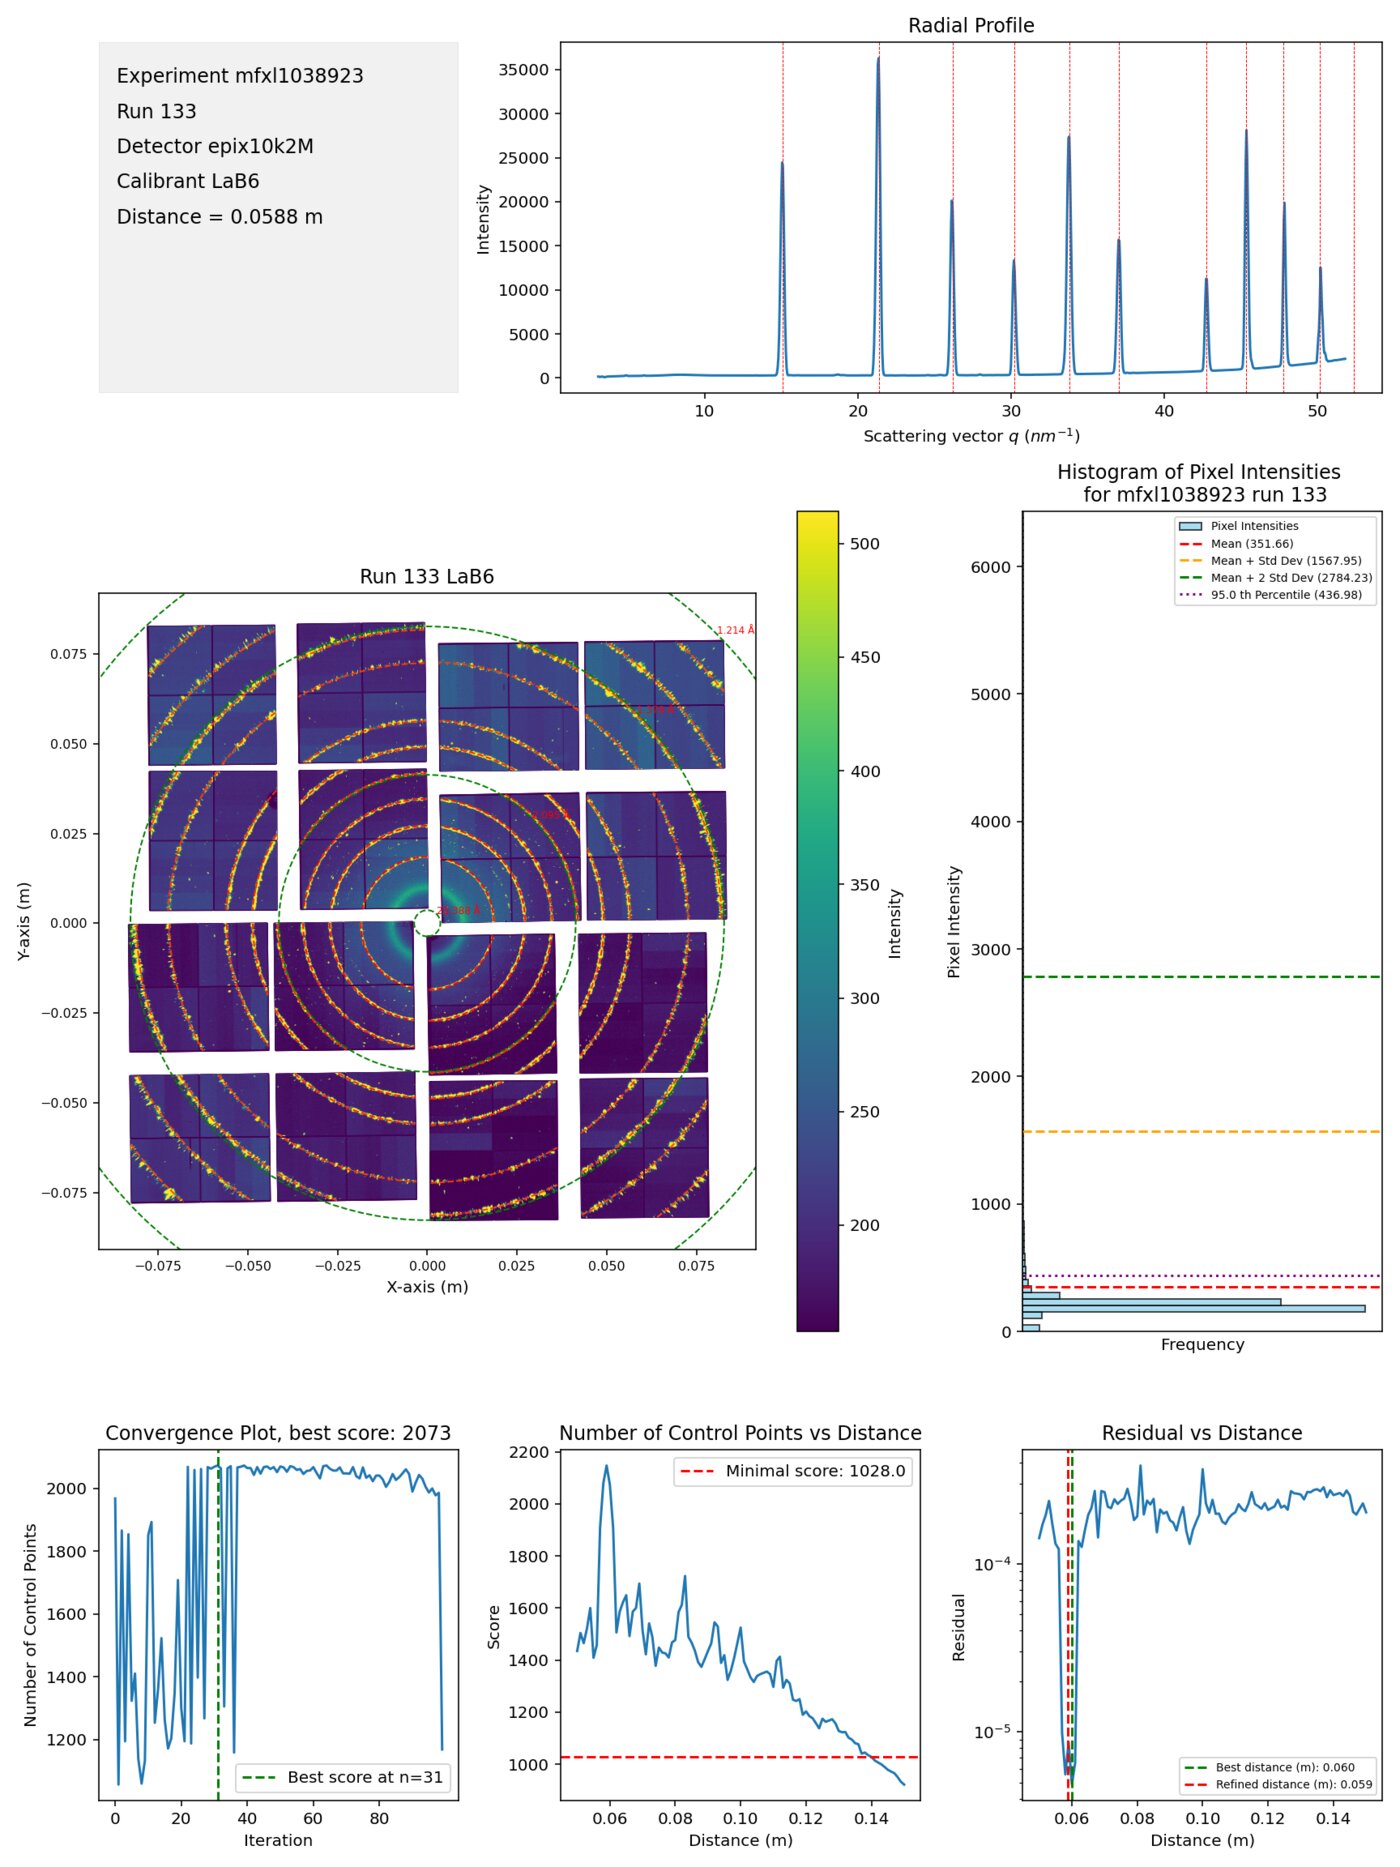 Experiment mfxl1038923
Run 133
Detector epix10k2M
Calibrant LaB6
Distance = 0.0588 m
Radial Profile
35000
30000
25000
20000
15000
10000
5000
0
Intensity
10 20 30 40 50
Scattering vector q (nm⁻¹)
Run 133 LaB6
1.214 Å
2.095 Å
0.075
0.050
0.025
0.000
−0.025
−0.050
−0.075
Y-axis (m)
−0.075 −0.050 −0.025 0.000 0.025 0.050 0.075
X-axis (m)
500
450
400
350
300
250
200
Intensity
Histogram of Pixel Intensities
for mfxl1038923 run 133
Pixel Intensities
Mean (351.66)
Mean + Std Dev (1567.95)
Mean + 2 Std Dev (2784.23)
95.0 th Percentile (436.98)
6000
5000
4000
3000
2000
1000
0
Pixel Intensity
Frequency
Convergence Plot, best score: 2073
2000
1800
1600
1400
1200
Number of Control Points
Best score at n=31
0 20 40 60 80
Iteration
Number of Control Points vs Distance
2200
2000
1800
1600
1400
1200
1000
Score
Minimal score: 1028.0
0.06 0.08 0.10 0.12 0.14
Distance (m)
Residual vs Distance
10⁻⁴
10⁻⁵
Residual
Best distance (m): 0.060
Refined distance (m): 0.059
0.06 0.08 0.10 0.12 0.14
Distance (m)